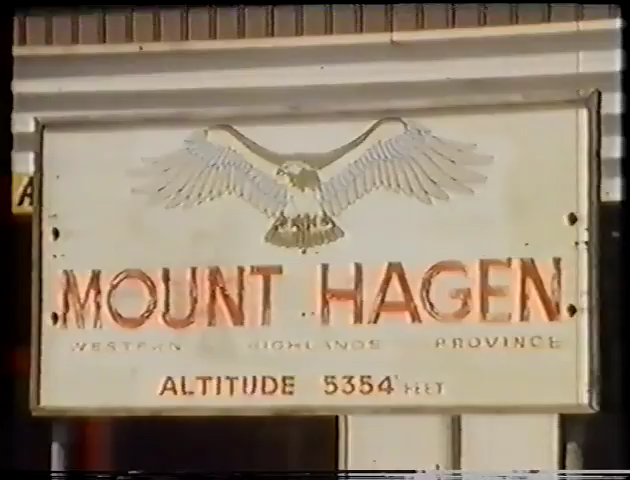 A
MOUNT HAGEN
WESTERN HIGHLANDS PROVINCE
ALTITUDE 5354' FEET